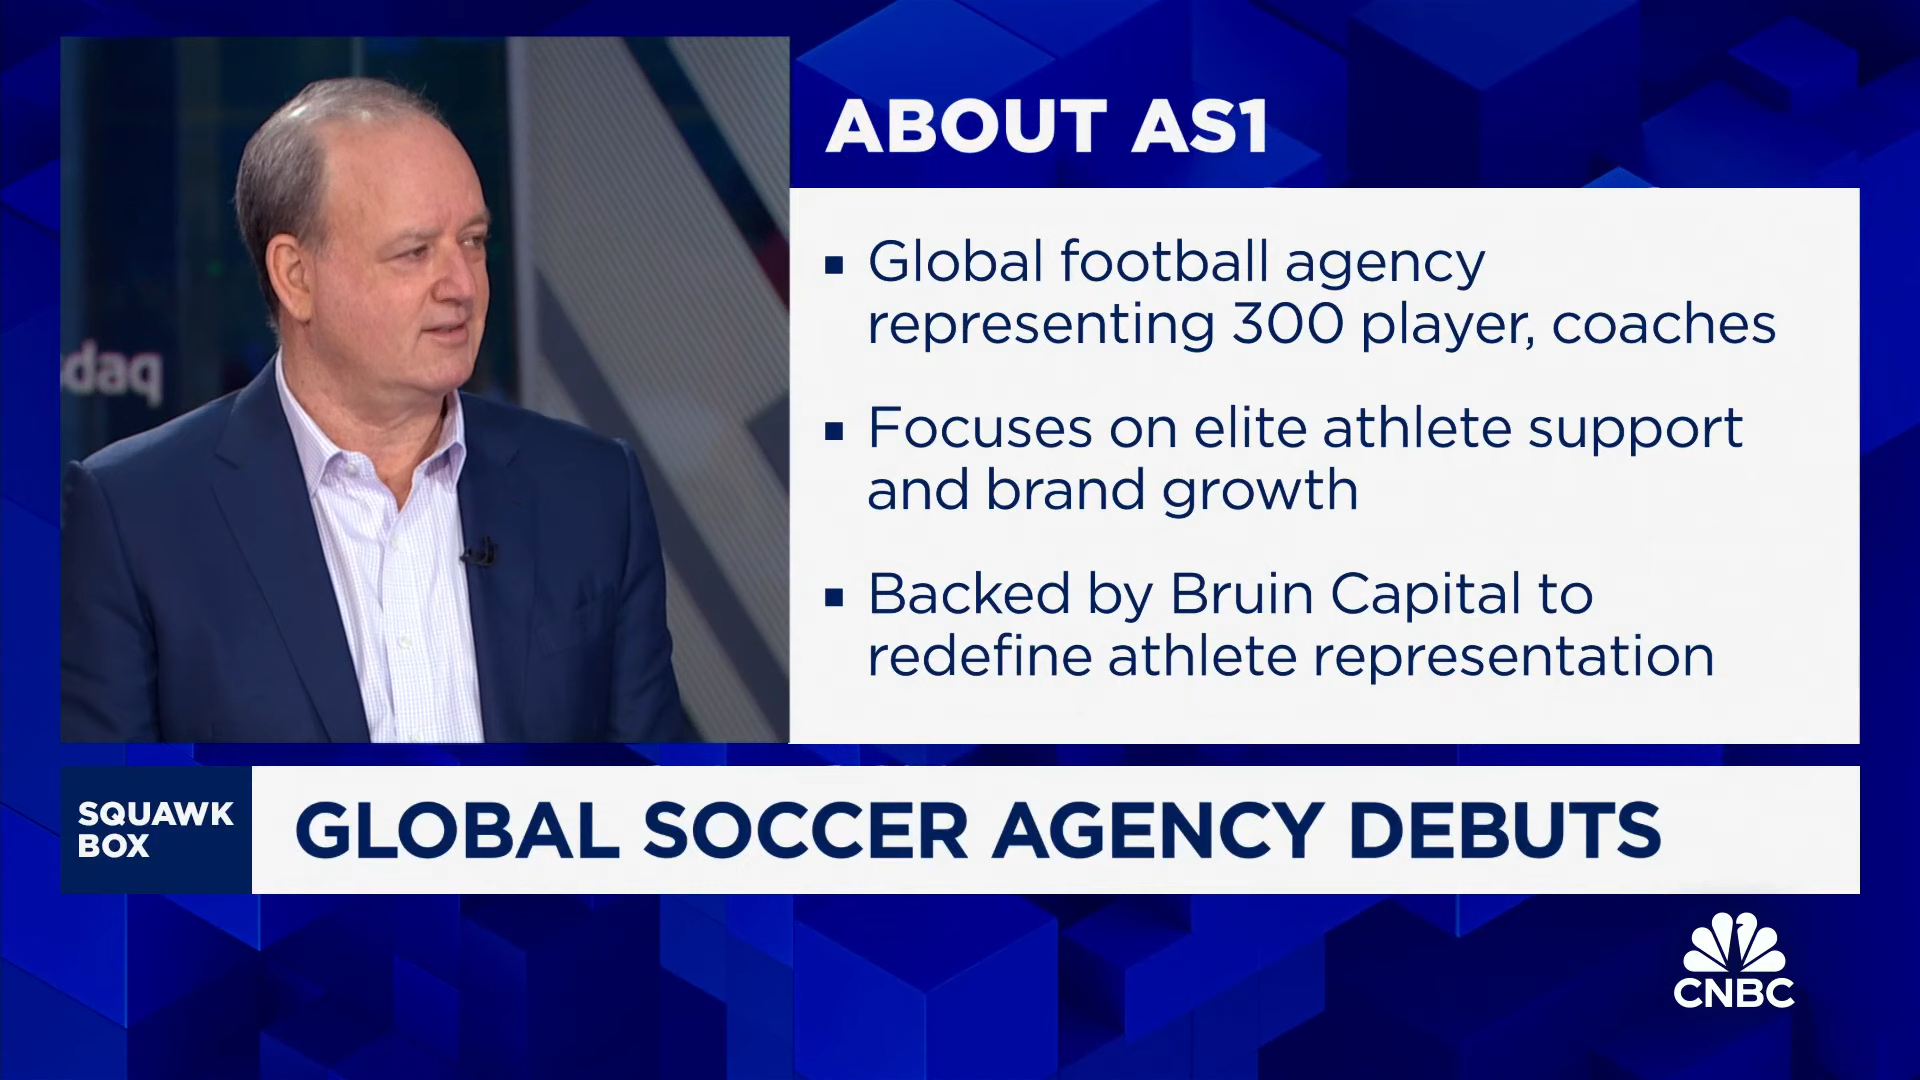 daq
ABOUT AS1
▪ Global football agency
representing 300 player, coaches
▪ Focuses on elite athlete support
and brand growth
▪ Backed by Bruin Capital to
redefine athlete representation
SQUAWK
BOX
GLOBAL SOCCER AGENCY DEBUTS
CNBC